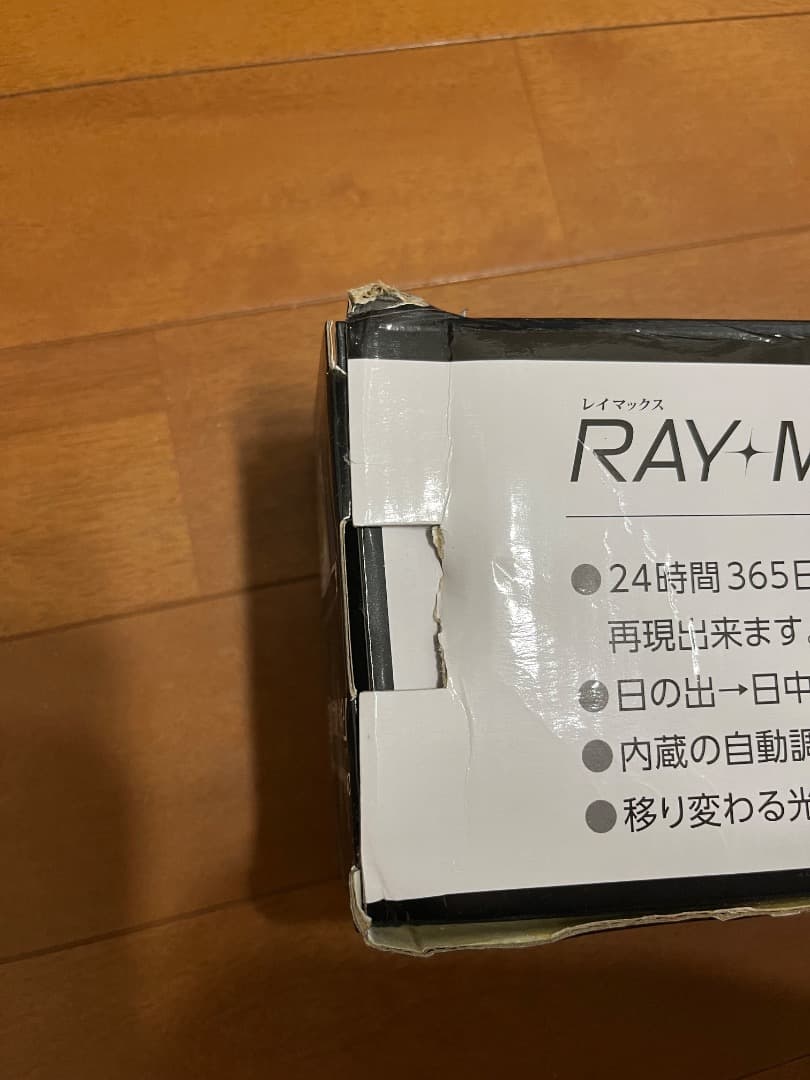 レイマックス
RAY✦M
●24時間365日
再現出来ます。
●日の出→日中
●内蔵の自動調
●移り変わる光